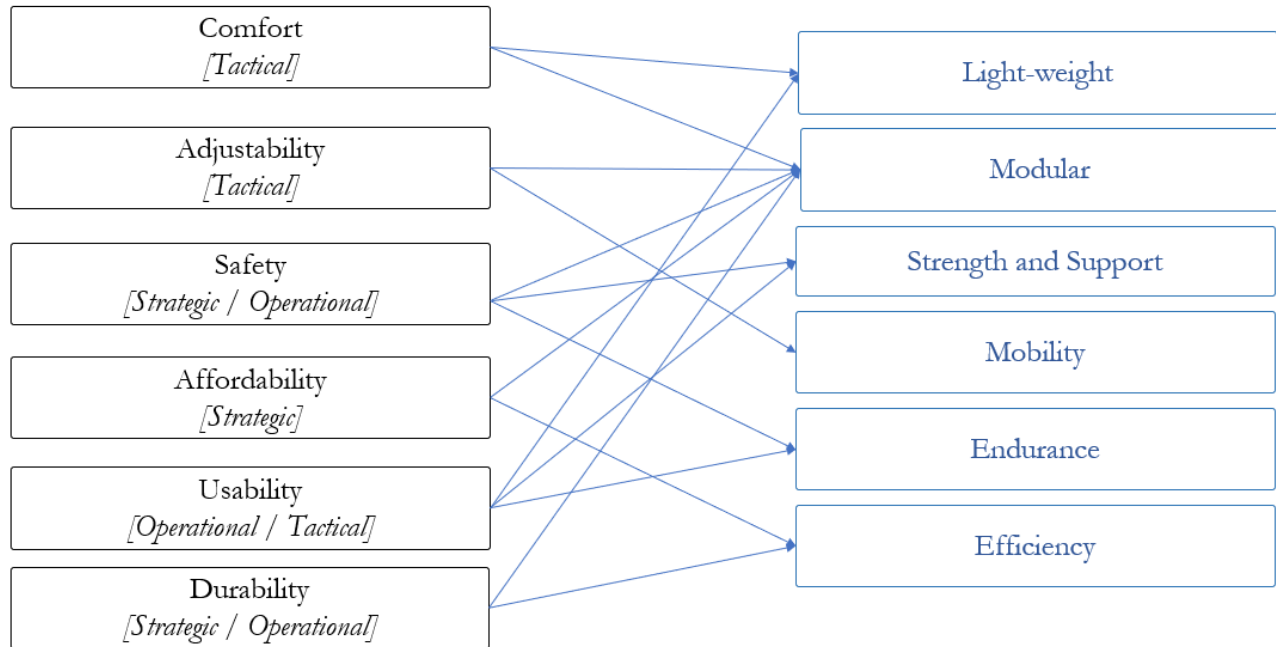 Comfort
[Tactical]
Adjustability
[Tactical]
Safety
[Strategic / Operational]
Affordability
[Strategic]
Usability
[Operational / Tactical]
Durability
[Strategic / Operational]
Light-weight
Modular
Strength and Support
Mobility
Endurance
Efficiency